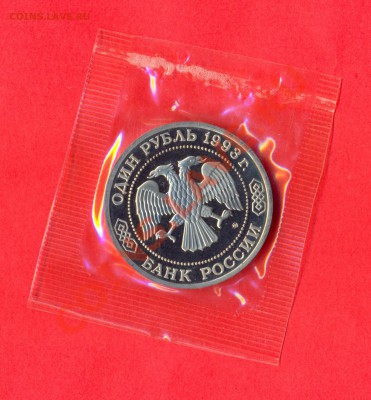 COINS.LAVE.RU
ОДИН РУБЛЬ 1993 г.
БАНК РОССИИ